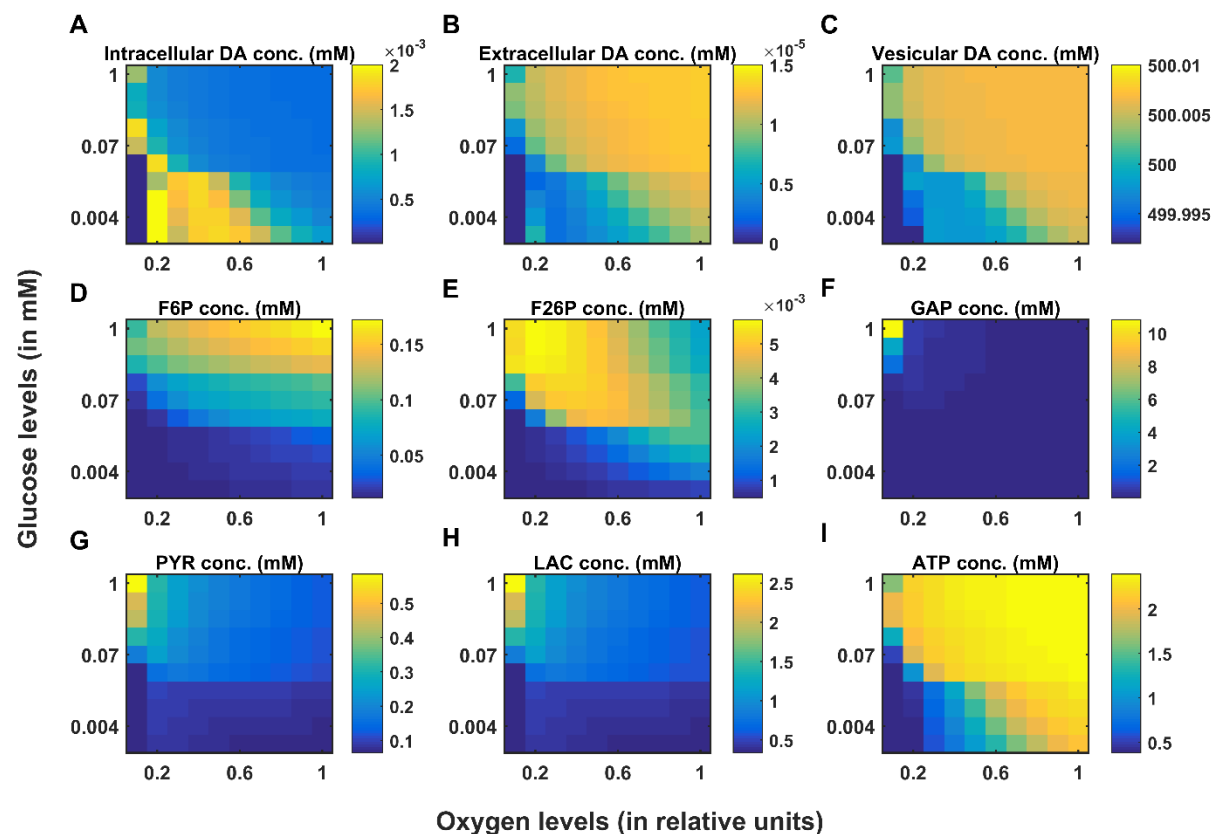 A B C
Intracellular DA conc. (mM) Extracellular DA conc. (mM) Vesicular DA conc. (mM)
×10⁻³ ×10⁻⁵
1 0.07 0.004
0.2 0.6 1
2 1.5 1 0.5
1 0.07 0.004
0.2 0.6 1
1.5 1 0.5 0
1 0.07 0.004
0.2 0.6 1
500.01 500.005 500 499.995
D E F
F6P conc. (mM) F26P conc. (mM) GAP conc. (mM)
×10⁻³
1 0.07 0.004
0.2 0.6 1
0.15 0.1 0.05
1 0.07 0.004
0.2 0.6 1
5 4 3 2 1
1 0.07 0.004
0.2 0.6 1
10 8 6 4 2
G H I
PYR conc. (mM) LAC conc. (mM) ATP conc. (mM)
1 0.07 0.004
0.2 0.6 1
0.5 0.4 0.3 0.2 0.1
1 0.07 0.004
0.2 0.6 1
2.5 2 1.5 1 0.5
1 0.07 0.004
0.2 0.6 1
2 1.5 1 0.5
Glucose levels (in mM)
Oxygen levels (in relative units)